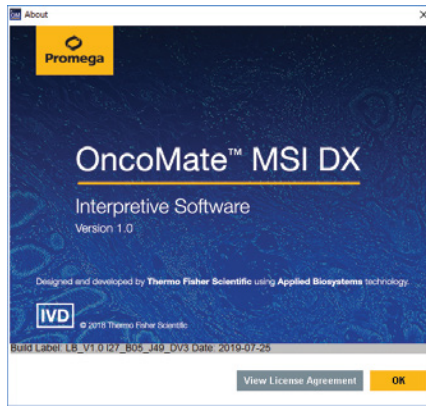 About
Promega
OncoMate™ MSI DX
Interpretive Software
Version 1.0
Designed and developed by Thermo Fisher Scientific using Applied Biosystems technology.
IVD
© 2018 Thermo Fisher Scientific
Build Label: LB_V1.0 I27_B05_J49_DV3 Date: 2019-07-25
View License Agreement
OK